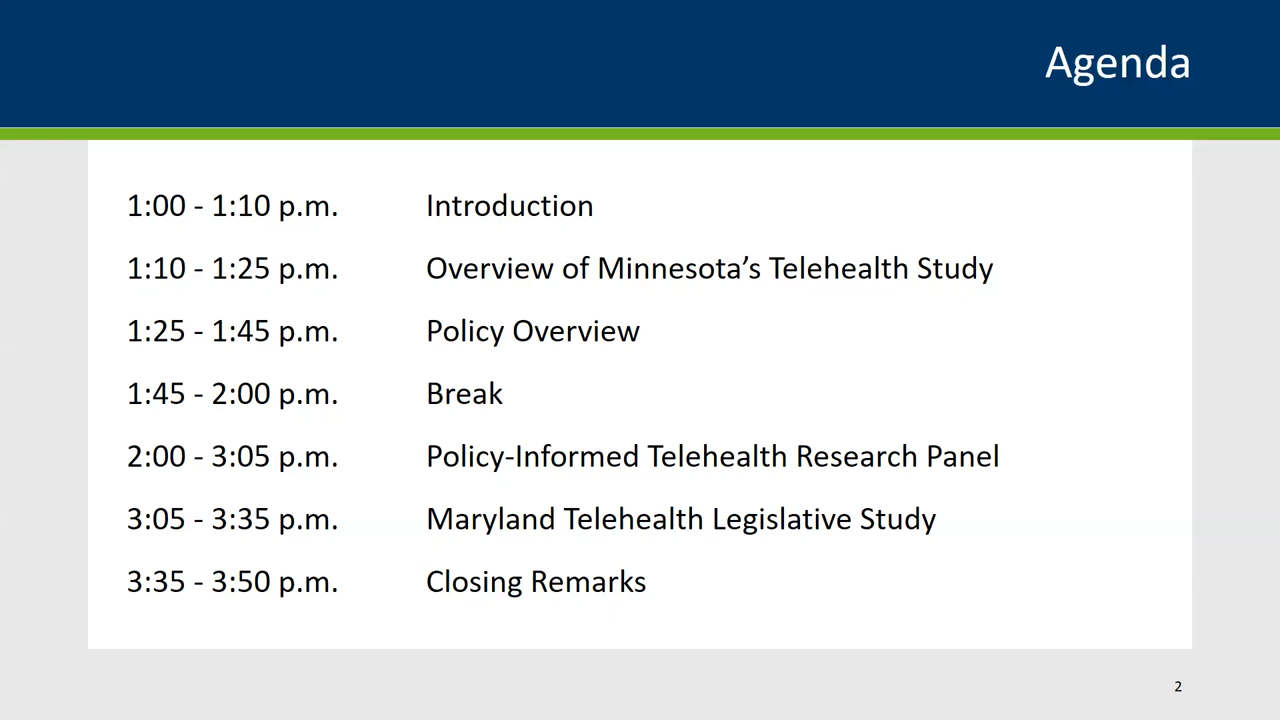 Agenda
1:00 - 1:10 p.m. Introduction
1:10 - 1:25 p.m. Overview of Minnesota’s Telehealth Study
1:25 - 1:45 p.m. Policy Overview
1:45 - 2:00 p.m. Break
2:00 - 3:05 p.m. Policy-Informed Telehealth Research Panel
3:05 - 3:35 p.m. Maryland Telehealth Legislative Study
3:35 - 3:50 p.m. Closing Remarks
2